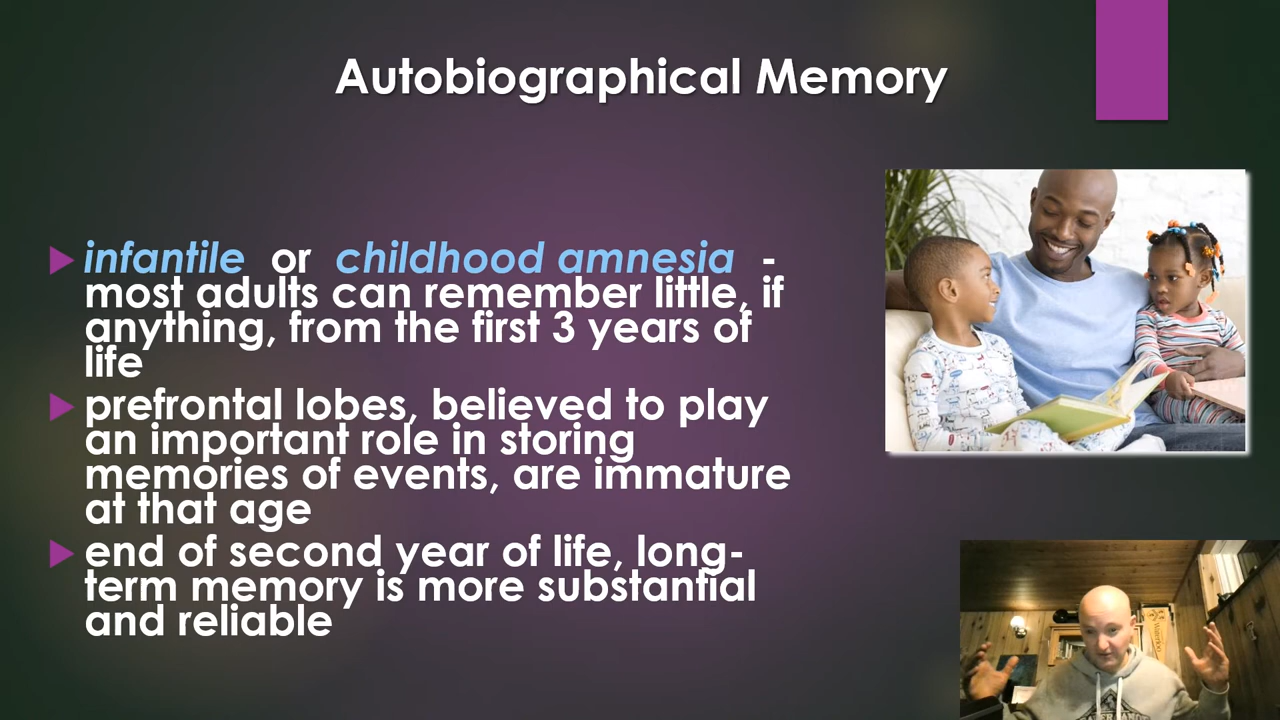 Autobiographical Memory
infantile or childhood amnesia -
most adults can remember little, if
anything, from the first 3 years of
life
prefrontal lobes, believed to play
an important role in storing
memories of events, are immature
at that age
end of second year of life, long-
term memory is more substantial
and reliable